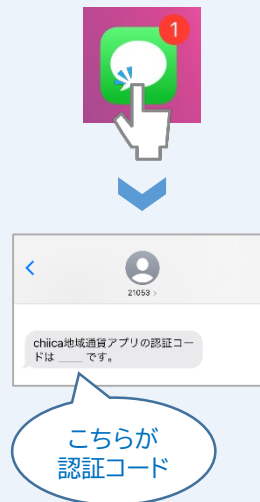 1
21053 >
chiica地域通貨アプリの認証コー
ドは ____ です。
こちらが
認証コード